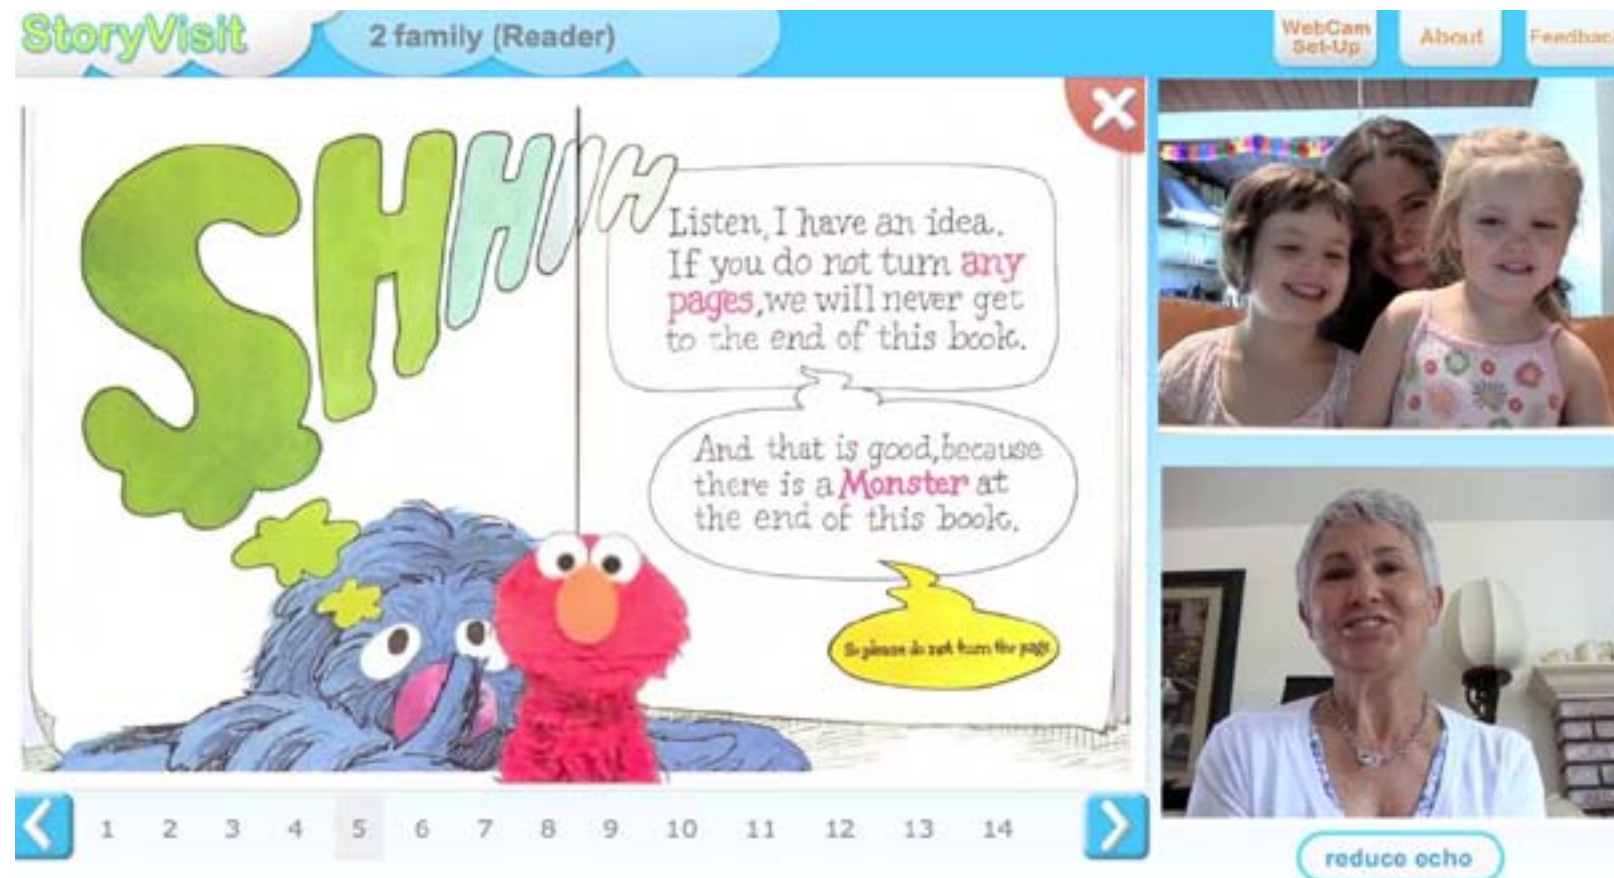 StoryVisit
2 family (Reader)
WebCam
Set-Up
About
Feedbac
SHHHH
Listen, I have an idea.
If you do not turn any
pages, we will never get
to the end of this book.
And that is good, because
there is a Monster at
the end of this book.
So please do not turn the page
1 2 3 4 5 6 7 8 9 10 11 12 13 14
reduce echo